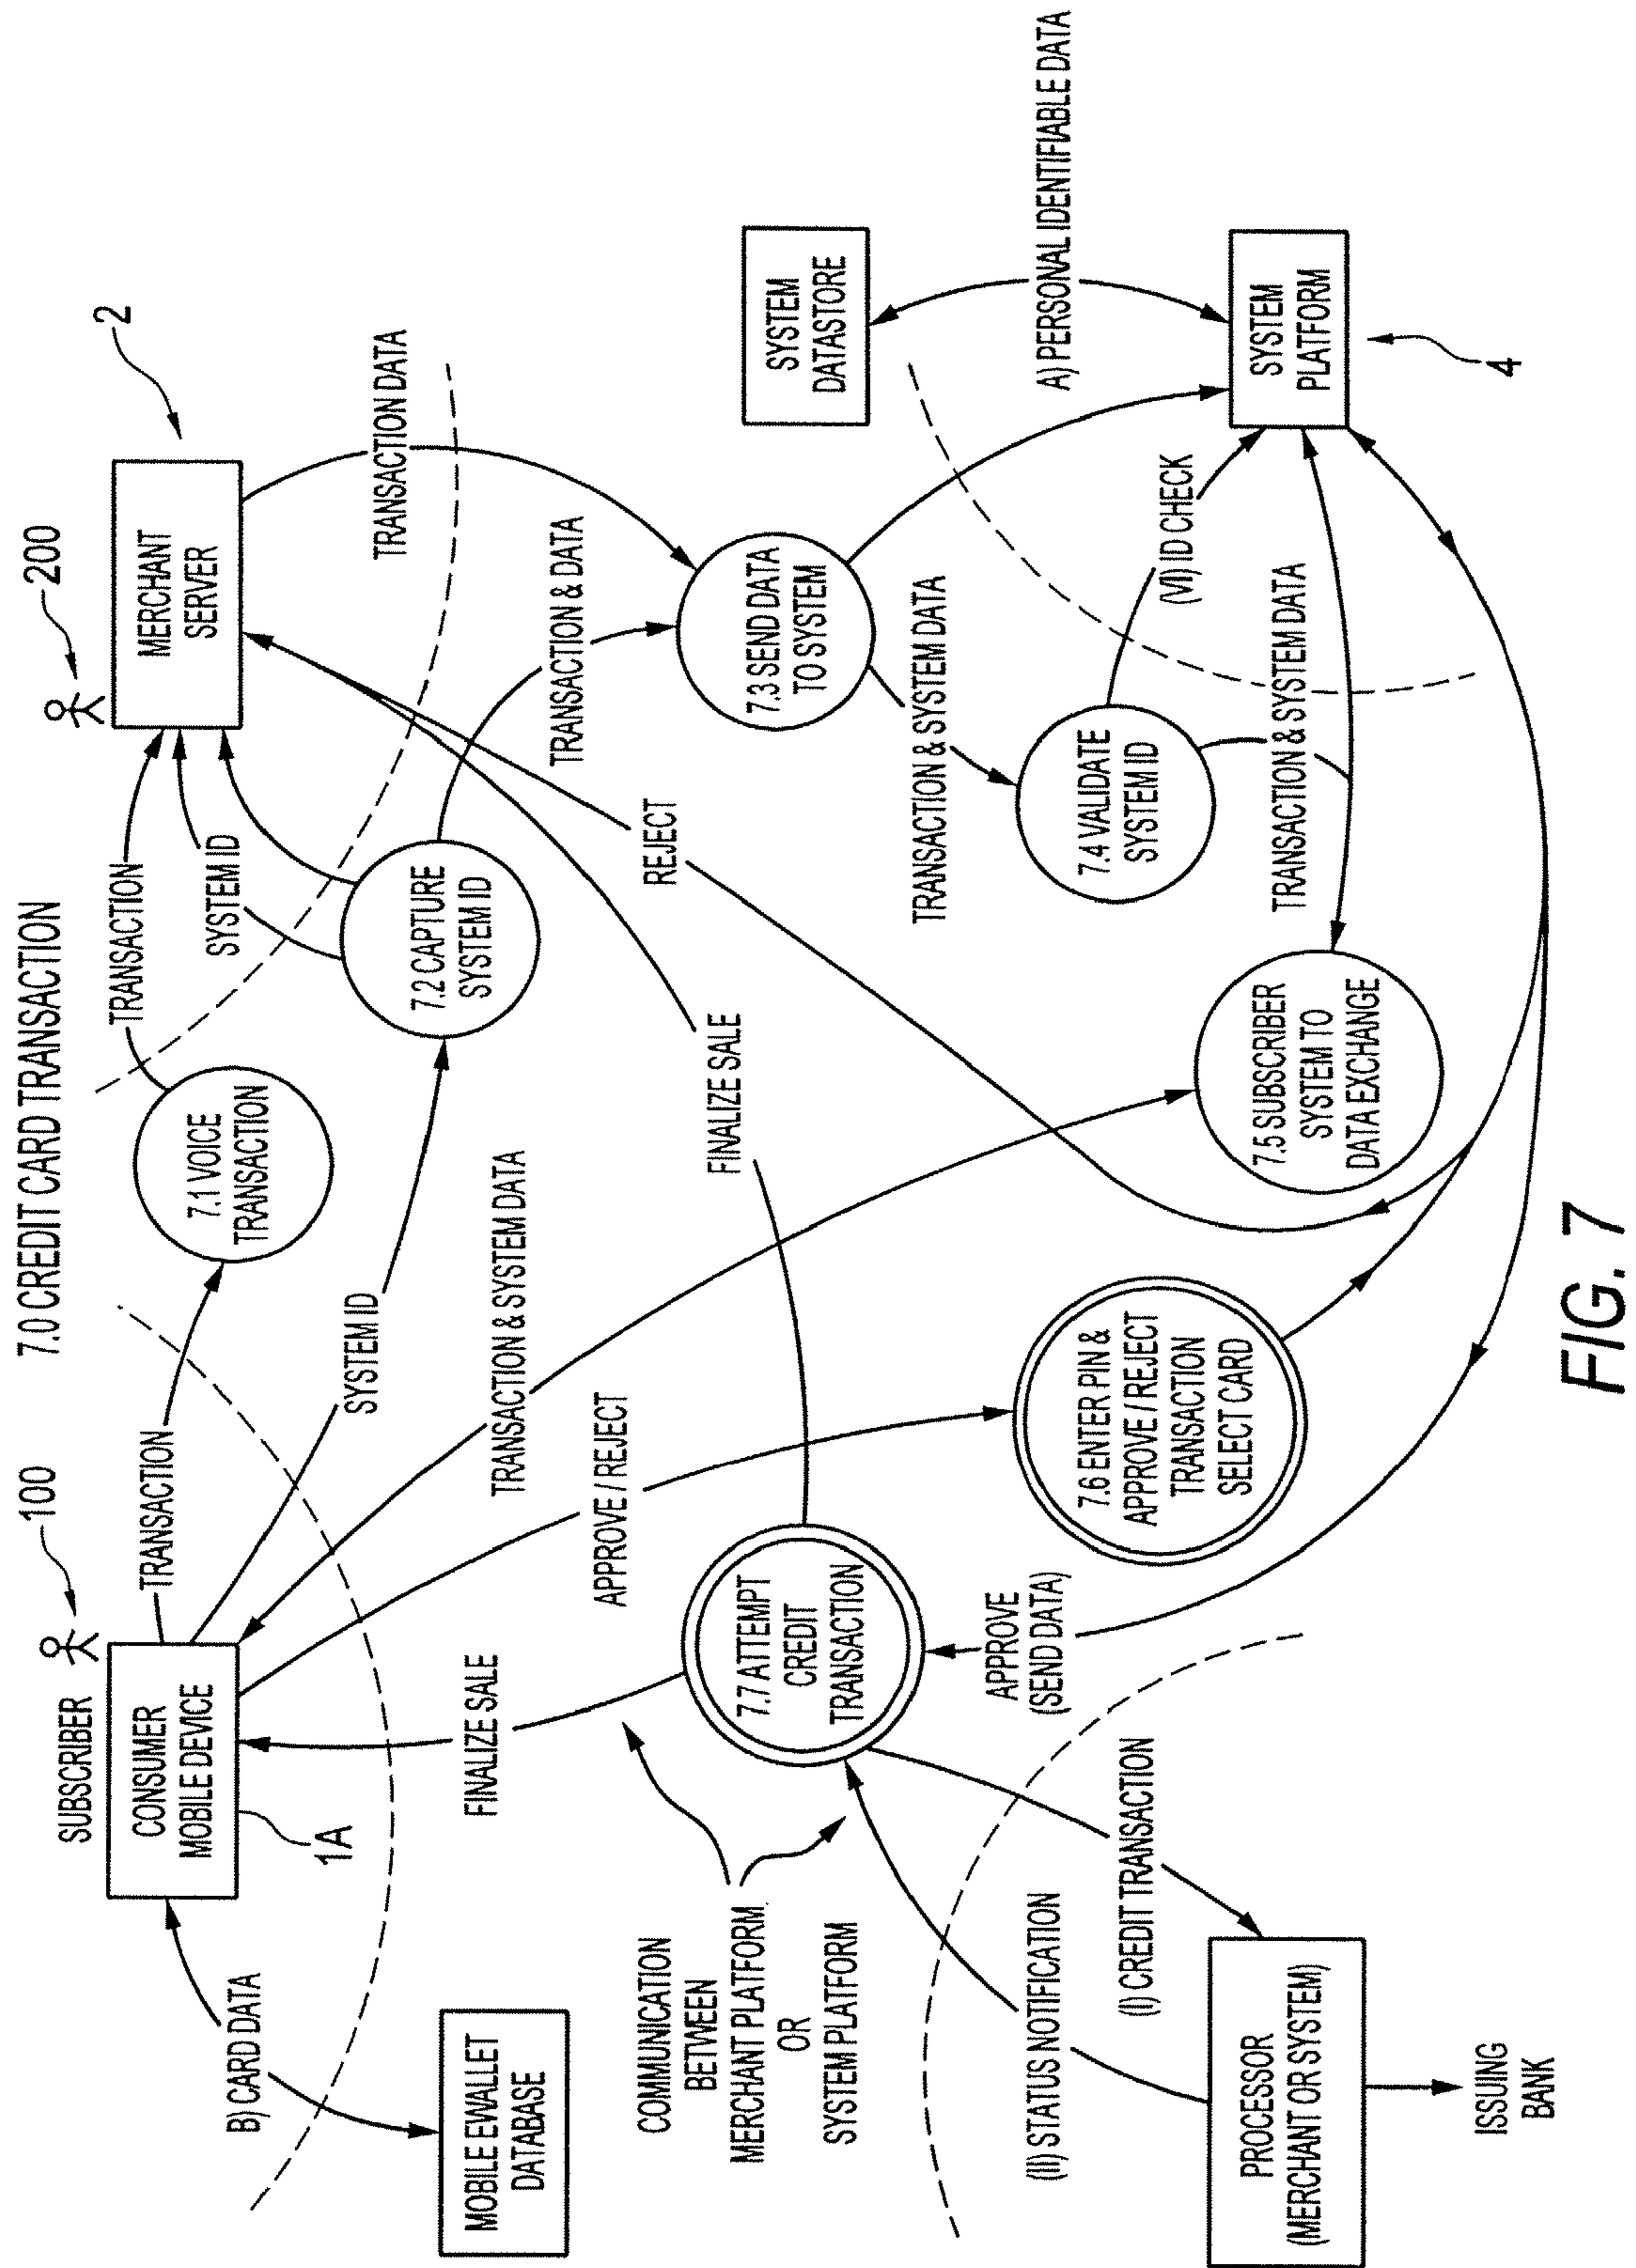 7.0 CREDIT CARD TRANSACTION
SUBSCRIBER
100
CONSUMER
MOBILE DEVICE
1A
B) CARD DATA
MOBILE EWALLET
DATABASE
TRANSACTION
7.1 VOICE
TRANSACTION
TRANSACTION
200
MERCHANT
SERVER
2
SYSTEM ID
SYSTEM ID
7.2 CAPTURE
SYSTEM ID
TRANSACTION DATA
TRANSACTION & DATA
7.3 SEND DATA
TO SYSTEM
TRANSACTION & SYSTEM DATA
APPROVE / REJECT
FINALIZE SALE
FINALIZE SALE
REJECT
SYSTEM
DATASTORE
A) PERSONAL IDENTIFIABLE DATA
SYSTEM
PLATFORM
4
TRANSACTION & SYSTEM DATA
7.4 VALIDATE
SYSTEM ID
(VI) ID CHECK
TRANSACTION & SYSTEM DATA
7.5 SUBSCRIBER
SYSTEM TO
DATA EXCHANGE
7.6 ENTER PIN &
APPROVE / REJECT
TRANSACTION
SELECT CARD
7.7 ATTEMPT
CREDIT
TRANSACTION
APPROVE
(SEND DATA)
COMMUNICATION
BETWEEN
MERCHANT PLATFORM
OR
SYSTEM PLATFORM
(II) STATUS NOTIFICATION
(I) CREDIT TRANSACTION
PROCESSOR
(MERCHANT OR SYSTEM)
ISSUING
BANK
FIG. 7